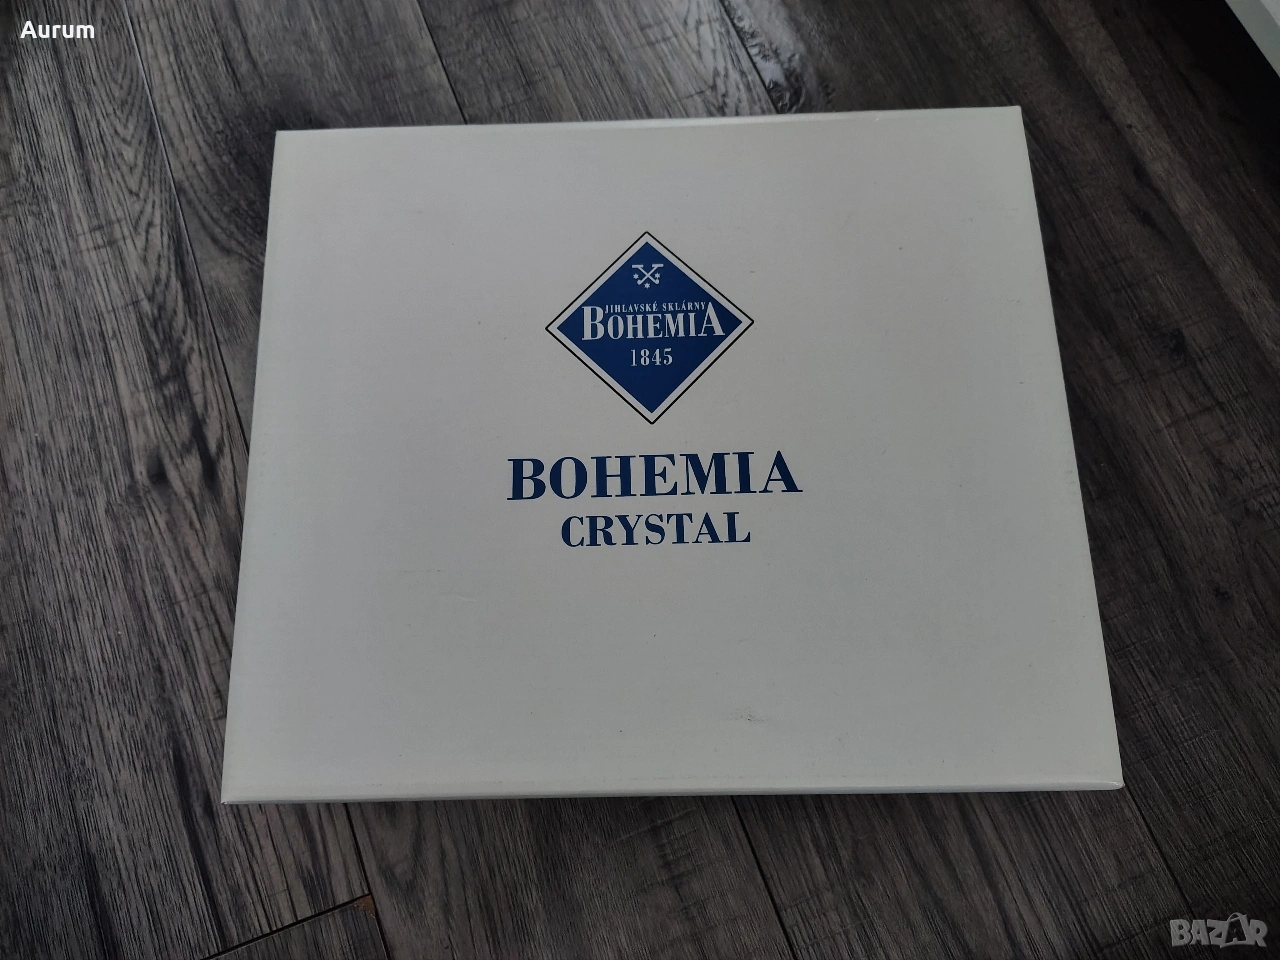 Aurum
JIHLAVSKÉ SKLÁRNY
BOHEMIA
1845
BOHEMIA
CRYSTAL
BAZAR